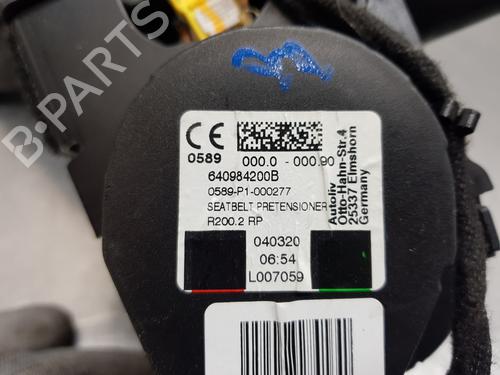 B-PARTS
CE
0589 000.0 - 000.90
640984200B
0589-P1-000277
SEATBELT PRETENSIONER
R200.2 RP
040320
06:54
L007059
Autoliv
Otto-Hahn-Str.4
25337 Elmshorn
Germany